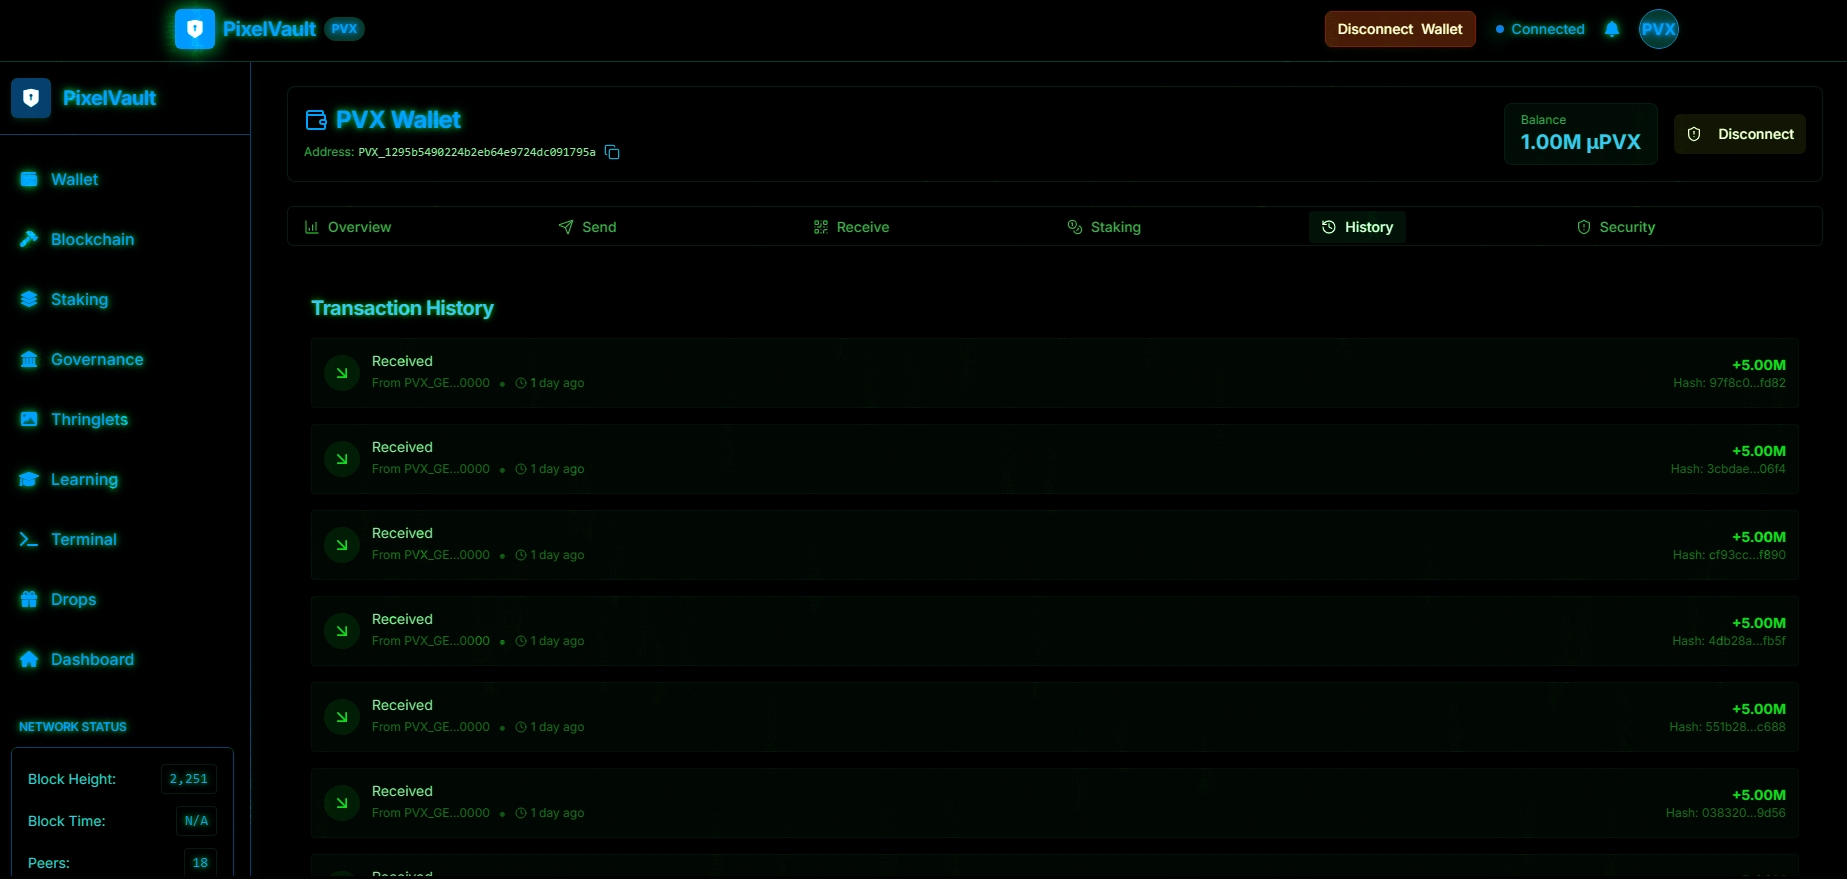 PixelVault PVX
Disconnect Wallet
Connected
PVX
PixelVault
Wallet
Blockchain
Staking
Governance
Thringlets
Learning
Terminal
Drops
Dashboard
NETWORK STATUS
Block Height: 2,251
Block Time: N/A
Peers: 18
PVX Wallet
Address: PVX_1295b5490224b2eb64e9724dc091795a
Balance
1.00M μPVX
Disconnect
Overview
Send
Receive
Staking
History
Security
Transaction History
Received
From PVX_GE...0000 • 1 day ago
+5.00M
Hash: 97f8c0...fd82
Received
From PVX_GE...0000 • 1 day ago
+5.00M
Hash: 3cbdae...06f4
Received
From PVX_GE...0000 • 1 day ago
+5.00M
Hash: cf93cc...f890
Received
From PVX_GE...0000 • 1 day ago
+5.00M
Hash: 4db28a...fb5f
Received
From PVX_GE...0000 • 1 day ago
+5.00M
Hash: 551b28...c688
Received
From PVX_GE...0000 • 1 day ago
+5.00M
Hash: 038320...9d56
Received